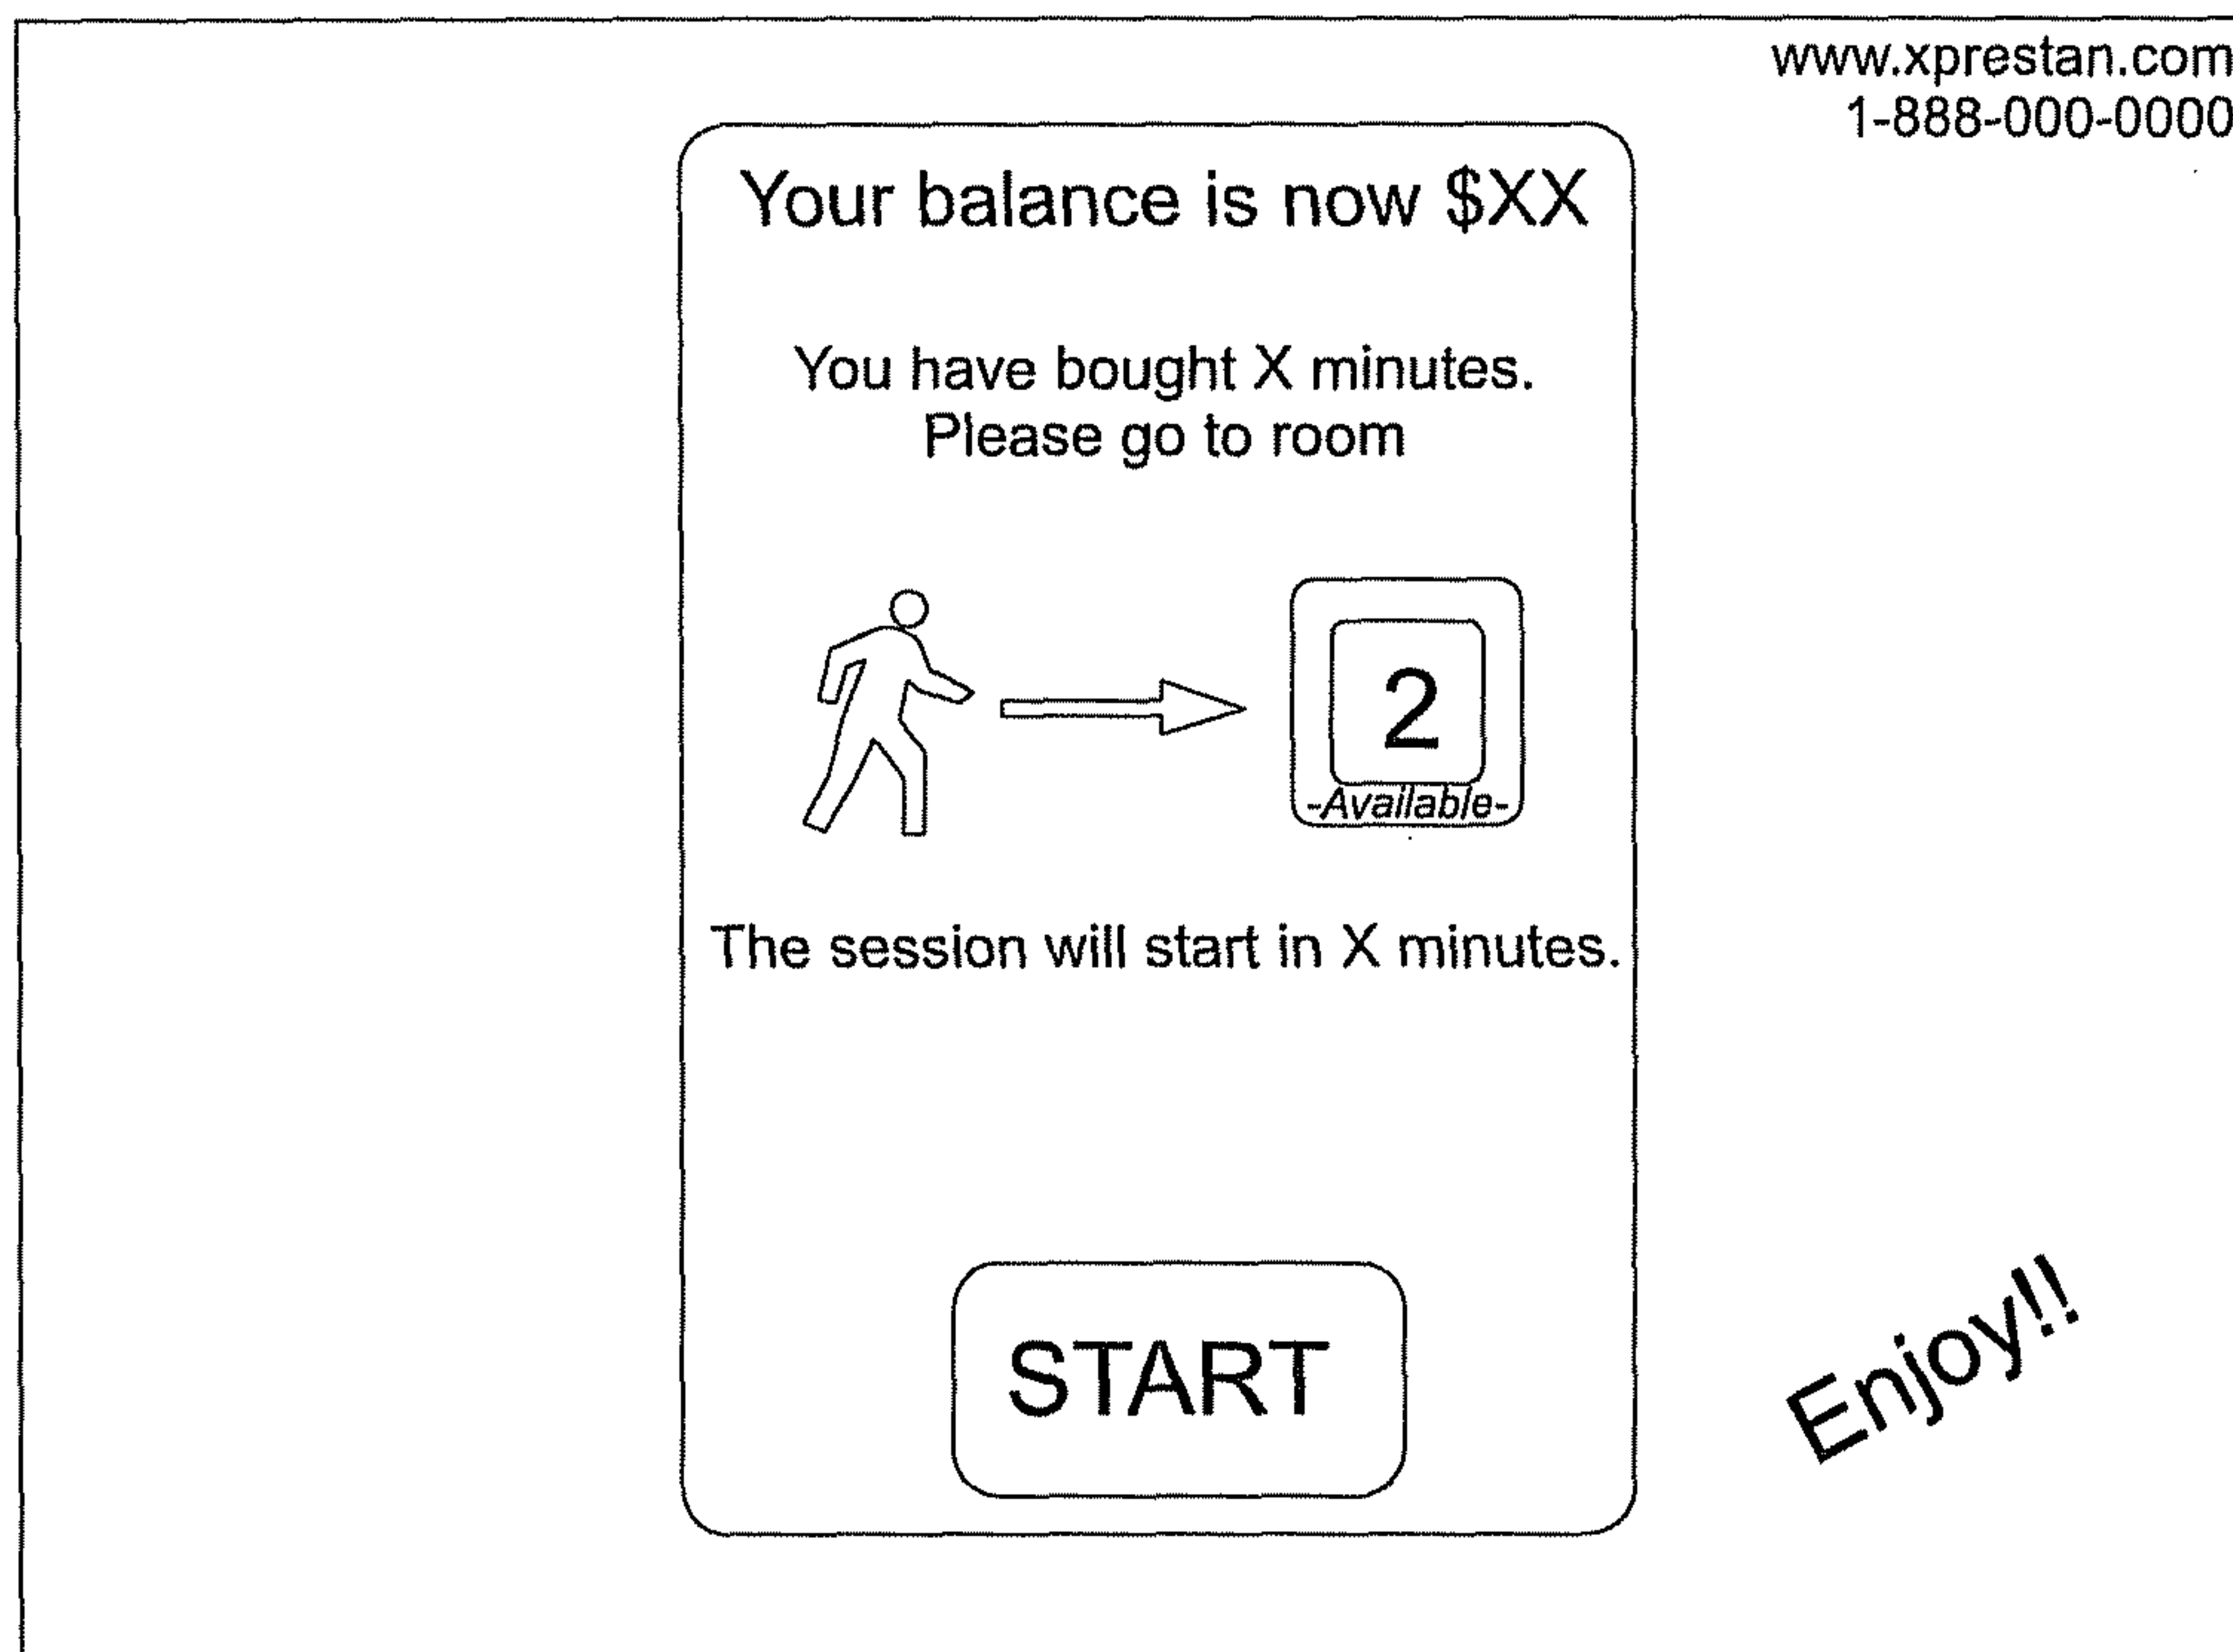 www.xprestan.com
1-888-000-0000
Your balance is now $XX
You have bought X minutes.
Please go to room
2
-Available-
The session will start in X minutes.
START
Enjoy!!